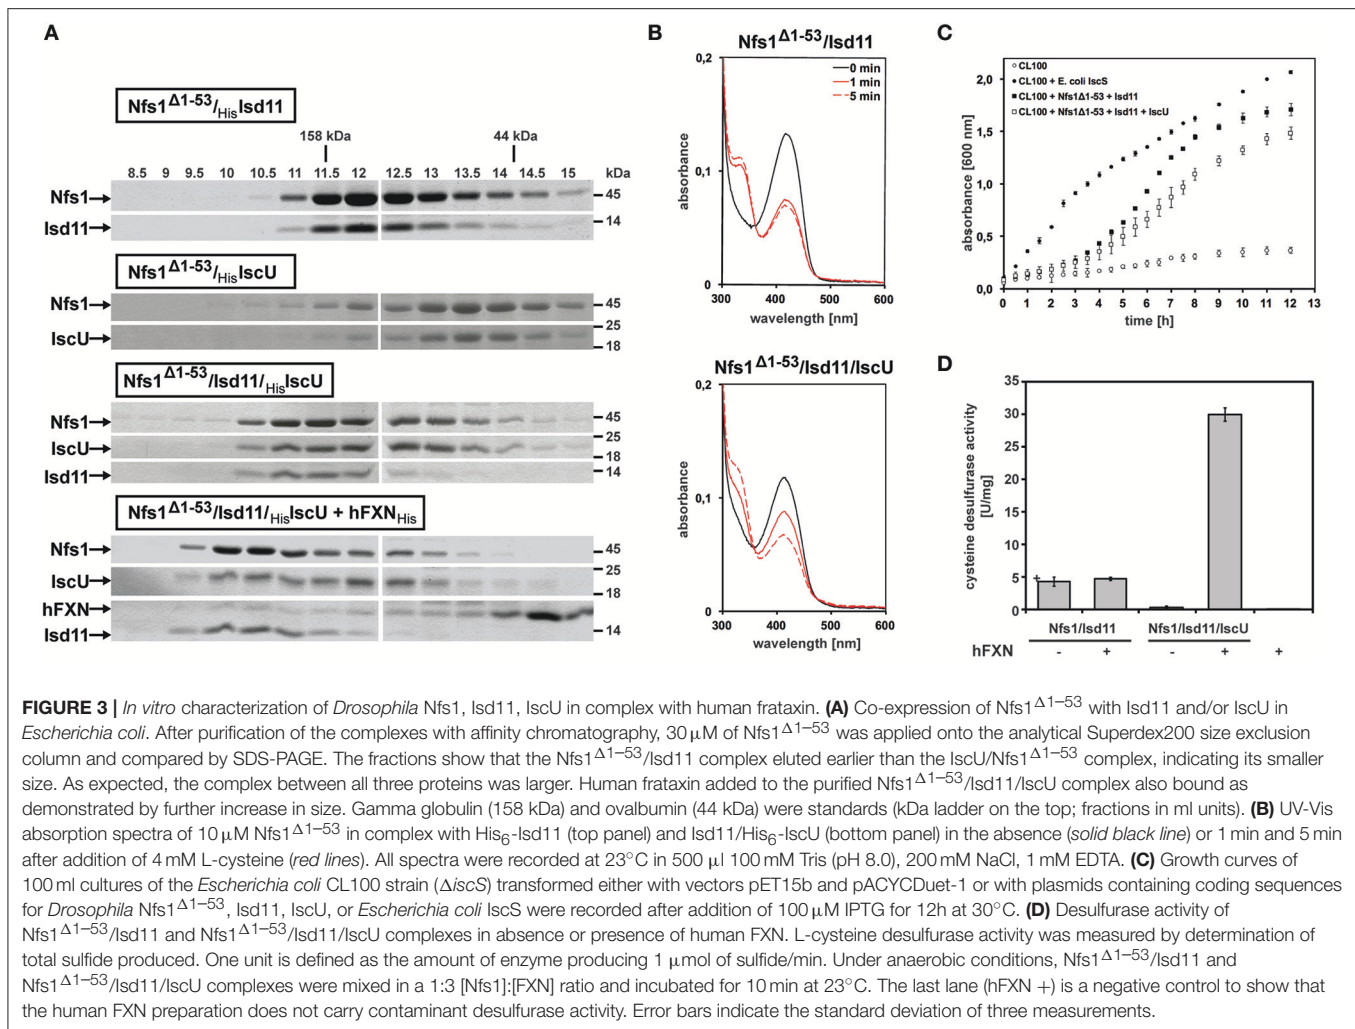 A
Nfs1Δ1-53/HisIsd11
158 kDa
44 kDa
8.5 9 9.5 10 10.5 11 11.5 12 12.5 13 13.5 14 14.5 15 kDa
Nfs1
45
Isd11
14
Nfs1Δ1-53/HisIscU
Nfs1
45
25
IscU
18
Nfs1Δ1-53/Isd11/HisIscU
Nfs1
45
25
IscU
18
Isd11
14
Nfs1Δ1-53/Isd11/HisIscU + hFXNHis
Nfs1
45
25
IscU
18
hFXN
14
Isd11
B
Nfs1Δ1-53/Isd11
0,2
0 min
1 min
5 min
0,1
absorbance
0
300 400 500 600
wavelength [nm]
Nfs1Δ1-53/Isd11/IscU
0,2
0,1
absorbance
0
300 400 500 600
wavelength [nm]
C
CL100
CL100 + E. coli IscS
CL100 + Nfs1Δ1-53 + Isd11
CL100 + Nfs1Δ1-53 + Isd11 + IscU
2,0
1,5
1,0
0,5
0,0
absorbance [600 nm]
0 1 2 3 4 5 6 7 8 9 10 11 12 13
time [h]
D
35
30
25
20
15
10
5
0
cysteine desulfurase activity
[U/mg]
Nfs1/Isd11 Nfs1/Isd11/IscU
hFXN - + - + +
FIGURE 3 | In vitro characterization of Drosophila Nfs1, Isd11, IscU in complex with human frataxin. (A) Co-expression of Nfs1Δ1–53 with Isd11 and/or IscU in
Escherichia coli. After purification of the complexes with affinity chromatography, 30 μM of Nfs1Δ1–53 was applied onto the analytical Superdex200 size exclusion
column and compared by SDS-PAGE. The fractions show that the Nfs1Δ1–53/Isd11 complex eluted earlier than the IscU/Nfs1Δ1–53 complex, indicating its smaller
size. As expected, the complex between all three proteins was larger. Human frataxin added to the purified Nfs1Δ1–53/Isd11/IscU complex also bound as
demonstrated by further increase in size. Gamma globulin (158 kDa) and ovalbumin (44 kDa) were standards (kDa ladder on the top; fractions in ml units). (B) UV-Vis
absorption spectra of 10 μM Nfs1Δ1–53 in complex with His6-Isd11 (top panel) and Isd11/His6-IscU (bottom panel) in the absence (solid black line) or 1 min and 5 min
after addition of 4 mM L-cysteine (red lines). All spectra were recorded at 23°C in 500 μl 100 mM Tris (pH 8.0), 200 mM NaCl, 1 mM EDTA. (C) Growth curves of
100 ml cultures of the Escherichia coli CL100 strain (ΔiscS) transformed either with vectors pET15b and pACYCDuet-1 or with plasmids containing coding sequences
for Drosophila Nfs1Δ1–53, Isd11, IscU, or Escherichia coli IscS were recorded after addition of 100 μM IPTG for 12h at 30°C. (D) Desulfurase activity of
Nfs1Δ1–53/Isd11 and Nfs1Δ1–53/Isd11/IscU complexes in absence or presence of human FXN. L-cysteine desulfurase activity was measured by determination of
total sulfide produced. One unit is defined as the amount of enzyme producing 1 μmol of sulfide/min. Under anaerobic conditions, Nfs1Δ1–53/Isd11 and
Nfs1Δ1–53/Isd11/IscU complexes were mixed in a 1:3 [Nfs1]:[FXN] ratio and incubated for 10 min at 23°C. The last lane (hFXN +) is a negative control to show that
the human FXN preparation does not carry contaminant desulfurase activity. Error bars indicate the standard deviation of three measurements.